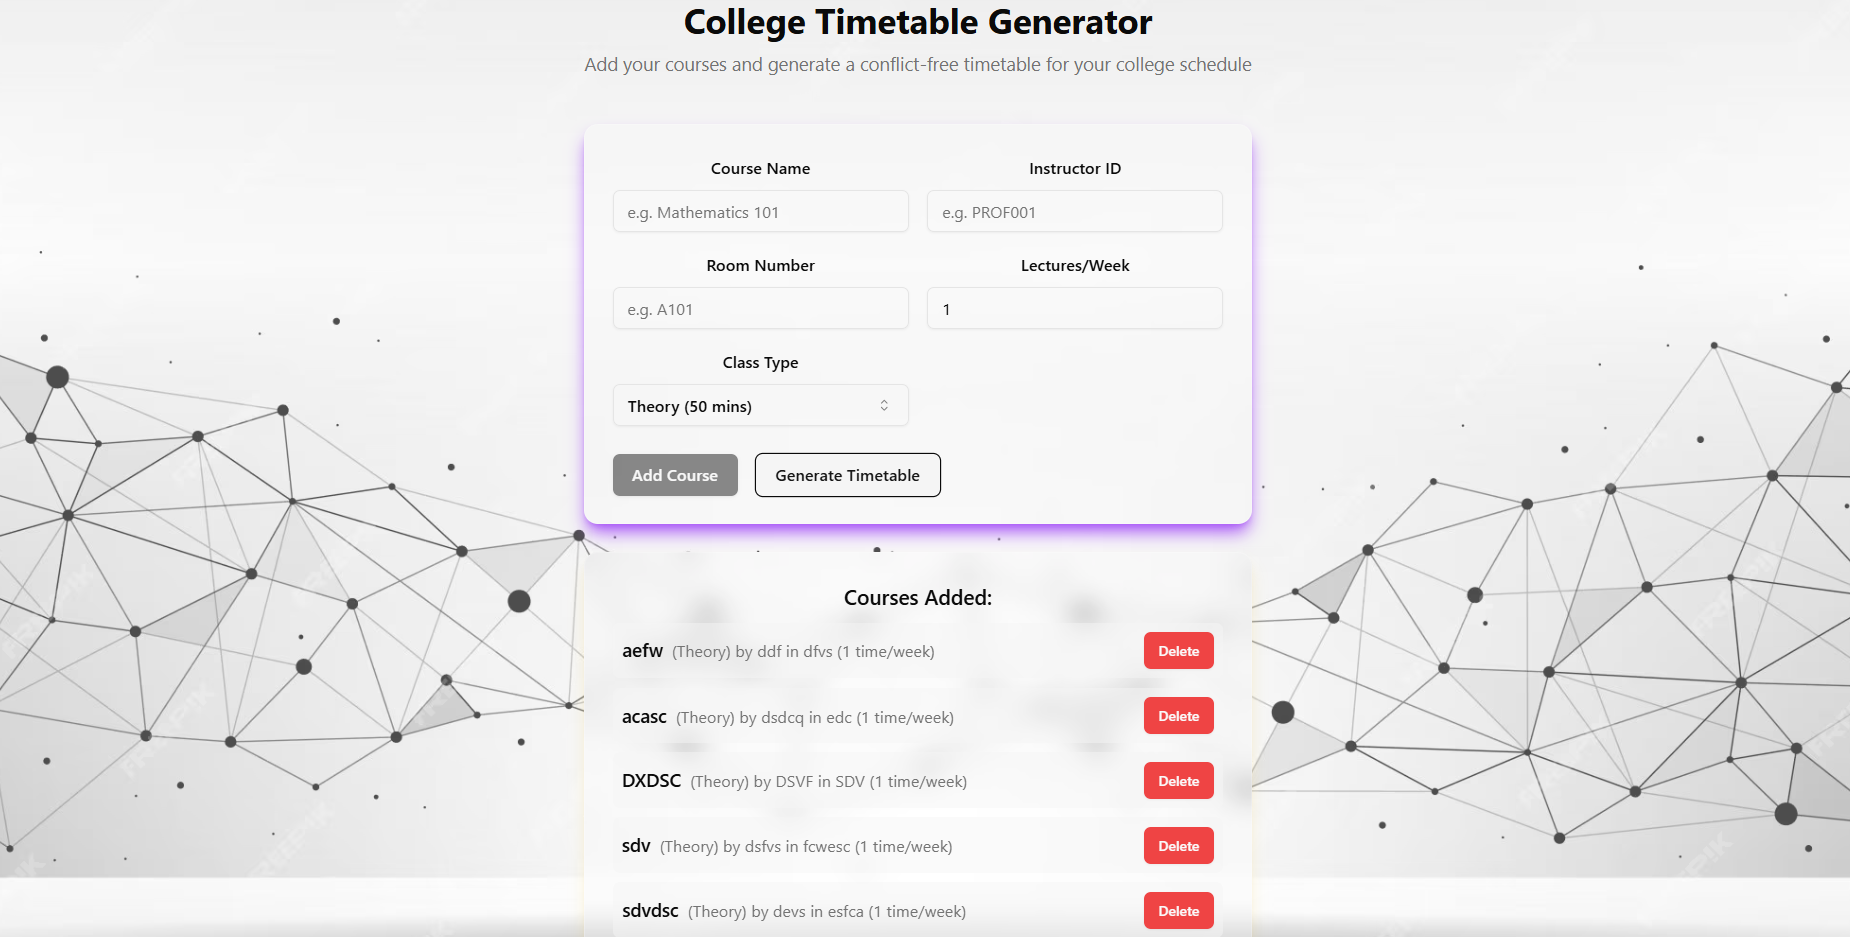 College Timetable Generator
Add your courses and generate a conflict-free timetable for your college schedule
Course Name
Instructor ID
e.g. Mathematics 101
e.g. PROF001
Room Number
Lectures/Week
e.g. A101
1
Class Type
Theory (50 mins)
Add Course
Generate Timetable
Courses Added:
aefw (Theory) by ddf in dfvs (1 time/week)
Delete
acasc (Theory) by dsdcq in edc (1 time/week)
Delete
DXDSC (Theory) by DSVF in SDV (1 time/week)
Delete
sdv (Theory) by dsfvs in fcwesc (1 time/week)
Delete
sdvdsc (Theory) by devs in esfca (1 time/week)
Delete